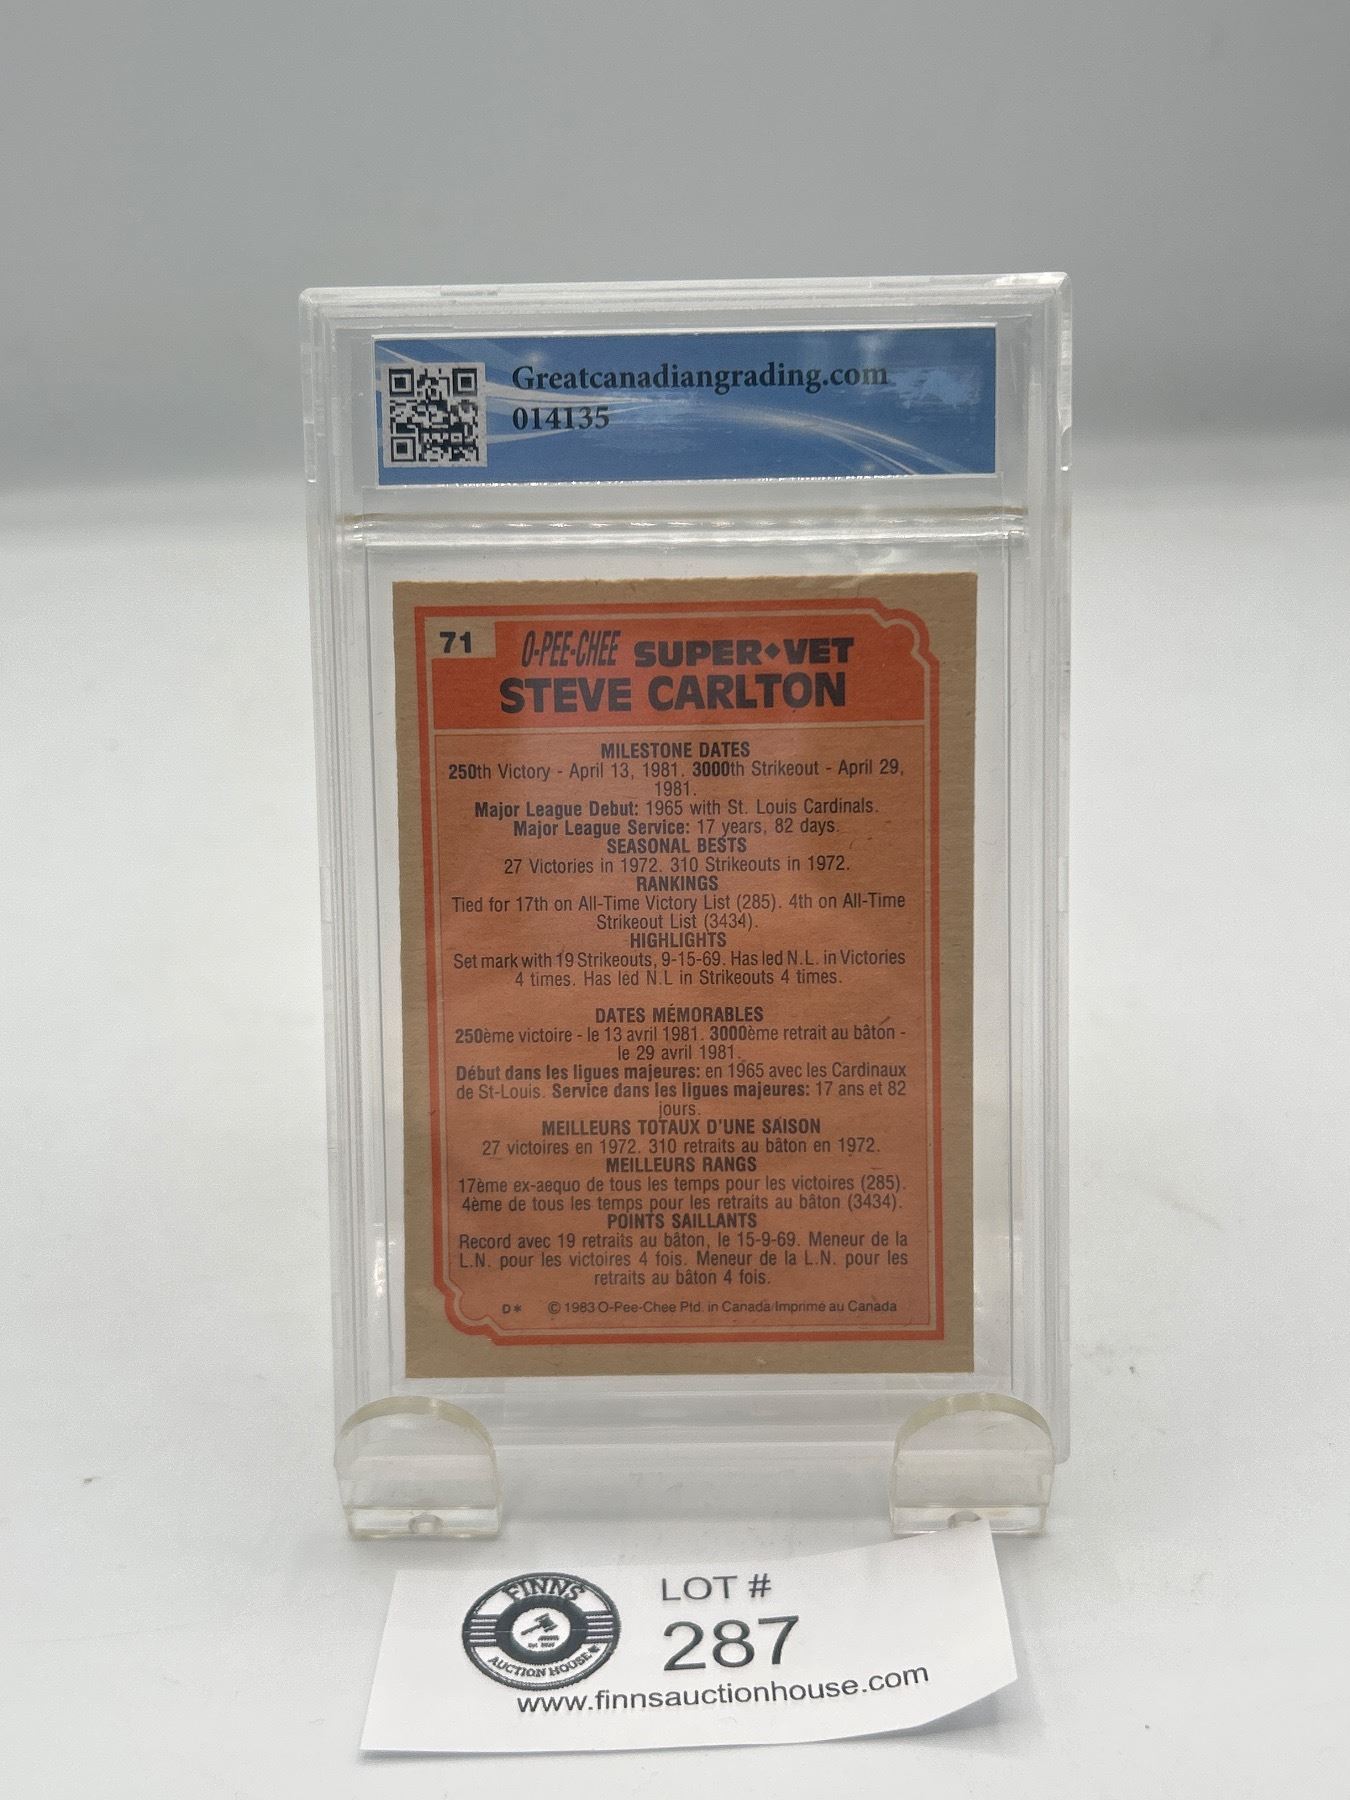 Greatcanadiangrading.com
014135
71 O-PEE-CHEE SUPER◆VET
STEVE CARLTON
MILESTONE DATES
250th Victory - April 13, 1981. 3000th Strikeout - April 29,
1981.
Major League Debut: 1965 with St. Louis Cardinals.
Major League Service: 17 years, 82 days.
SEASONAL BESTS
27 Victories in 1972. 310 Strikeouts in 1972.
RANKINGS
Tied for 17th on All-Time Victory List (285). 4th on All-Time
Strikeout List (3434).
HIGHLIGHTS
Set mark with 19 Strikeouts, 9-15-69. Has led N.L. in Victories
4 times. Has led N.L in Strikeouts 4 times.
DATES MÉMORABLES
250ème victoire - le 13 avril 1981. 3000ème retrait au bâton -
le 29 avril 1981.
Début dans les ligues majeures: en 1965 avec les Cardinaux
de St-Louis. Service dans les ligues majeures: 17 ans et 82
jours.
MEILLEURS TOTAUX D'UNE SAISON
27 victoires en 1972. 310 retraits au bâton en 1972.
MEILLEURS RANGS
17ème ex-aequo de tous les temps pour les victoires (285).
4ème de tous les temps pour les retraits au bâton (3434).
POINTS SAILLANTS
Record avec 19 retraits au bâton, le 15-9-69. Meneur de la
L.N. pour les victoires 4 fois. Meneur de la L.N. pour les
retraits au bâton 4 fois.
D* © 1983 O-Pee-Chee Ptd. in Canada/Imprimé au Canada
FINNS
AUCTION HOUSE
LOT #
287
www.finnsauctionhouse.com